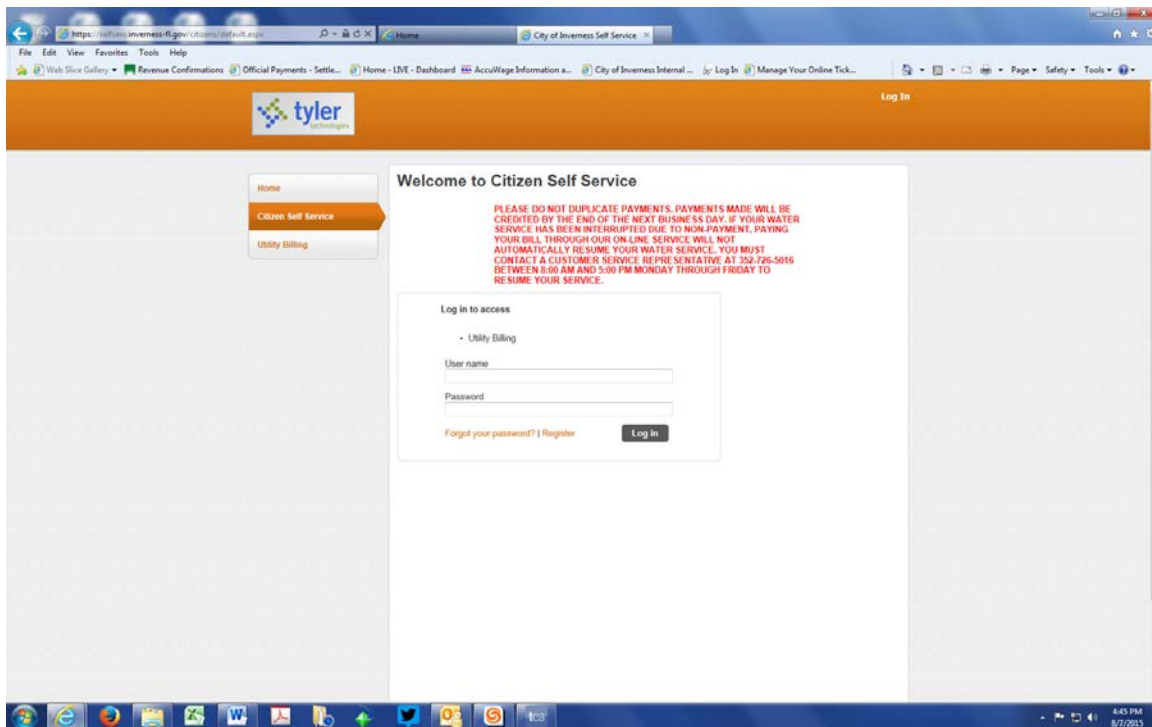 https://selfserv.inverness-fl.gov/citizens/default.aspx
Home
City of Inverness Self Service
File Edit View Favorites Tools Help
Web Slice Gallery
Revenue Confirmations
Official Payments - Settle...
Home - LIVE - Dashboard
AccuWage Information a...
City of Inverness Internal ...
Log In
Manage Your Online Tick...
Page
Safety
Tools
tyler
technologies
Log In
Home
Citizen Self Service
Utility Billing
Welcome to Citizen Self Service
PLEASE DO NOT DUPLICATE PAYMENTS. PAYMENTS MADE WILL BE
CREDITED BY THE END OF THE NEXT BUSINESS DAY. IF YOUR WATER
SERVICE HAS BEEN INTERRUPTED DUE TO NON-PAYMENT, PAYING
YOUR BILL THROUGH OUR ON-LINE SERVICE WILL NOT
AUTOMATICALLY RESUME YOUR WATER SERVICE. YOU MUST
CONTACT A CUSTOMER SERVICE REPRESENTATIVE AT 352-726-5016
BETWEEN 8:00 AM AND 5:00 PM MONDAY THROUGH FRIDAY TO
RESUME YOUR SERVICE.
Log in to access
• Utility Billing
User name
Password
Forgot your password? | Register
Log in
tca
4:45 PM
8/7/2015